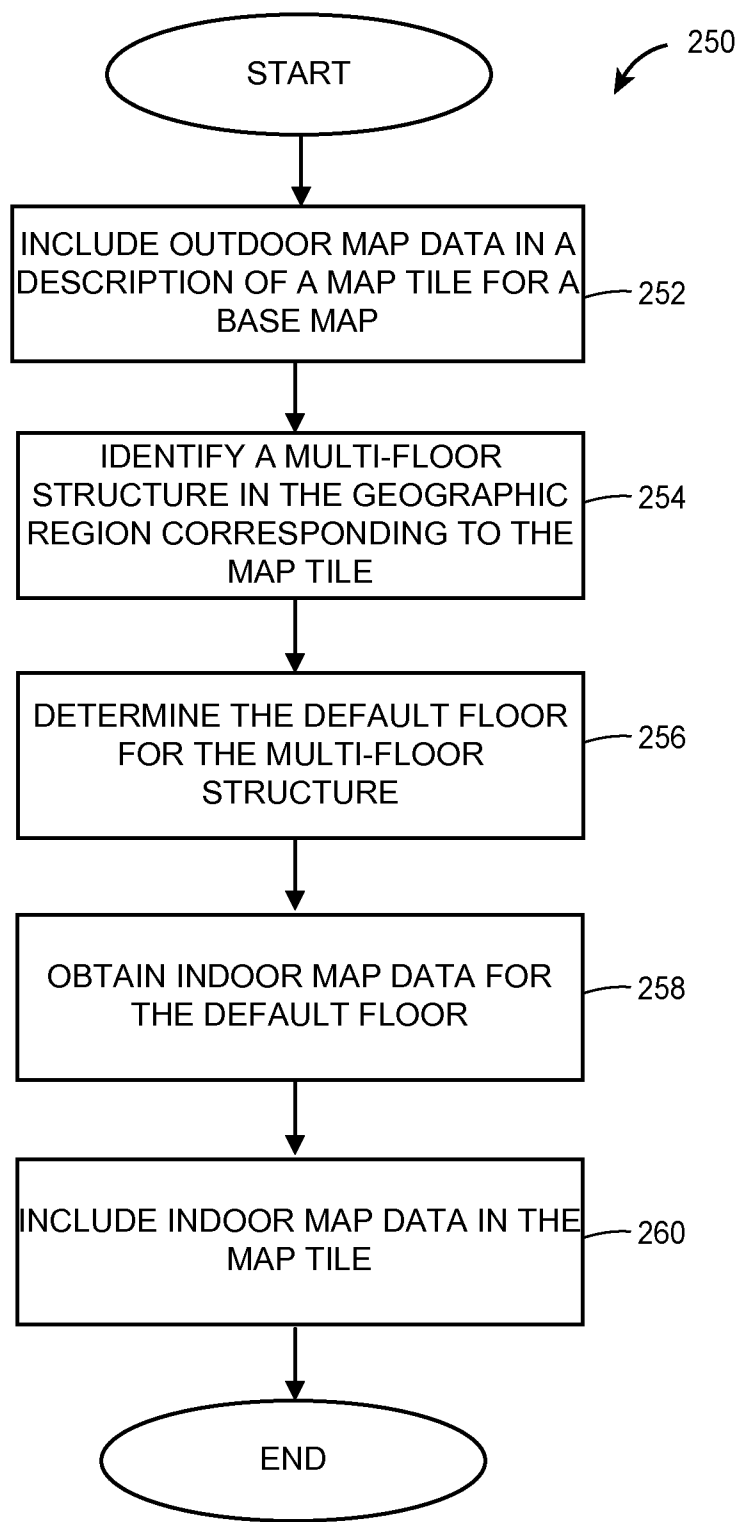 START
250
INCLUDE OUTDOOR MAP DATA IN A
DESCRIPTION OF A MAP TILE FOR A
BASE MAP
252
IDENTIFY A MULTI-FLOOR
STRUCTURE IN THE GEOGRAPHIC
REGION CORRESPONDING TO THE
MAP TILE
254
DETERMINE THE DEFAULT FLOOR
FOR THE MULTI-FLOOR
STRUCTURE
256
OBTAIN INDOOR MAP DATA FOR
THE DEFAULT FLOOR
258
INCLUDE INDOOR MAP DATA IN THE
MAP TILE
260
END